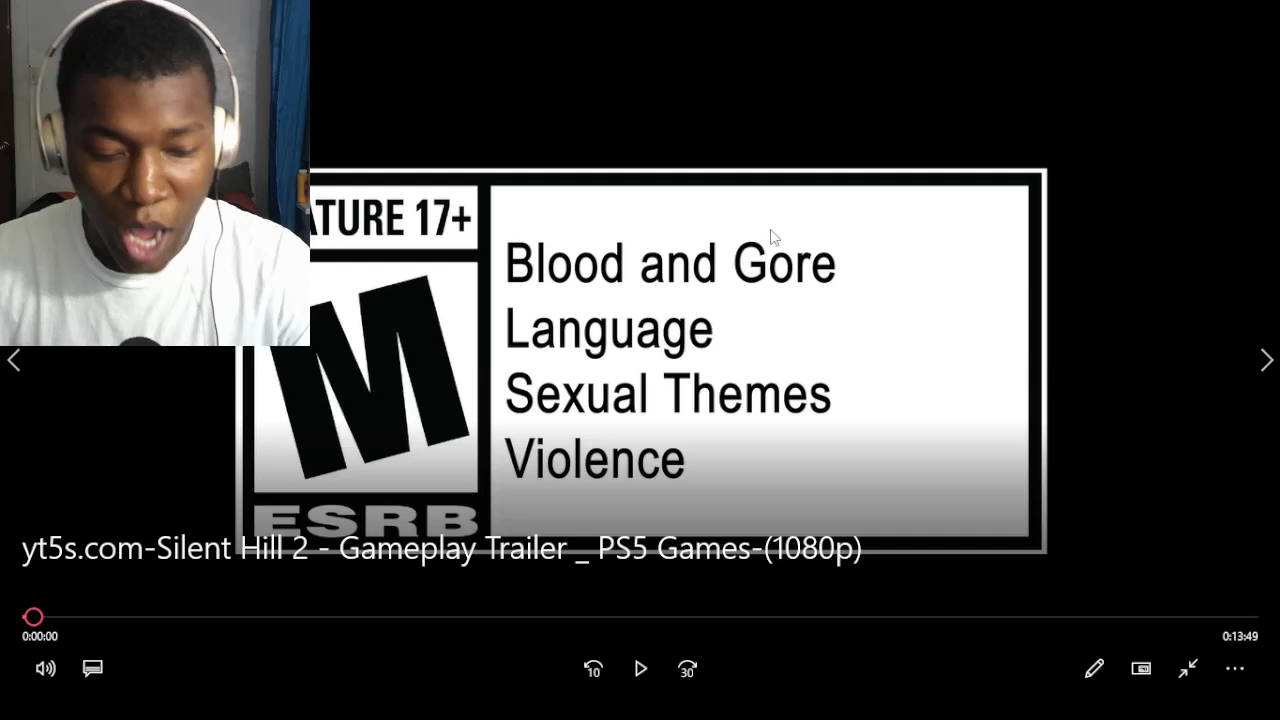 ATURE 17+
Blood and Gore
Language
Sexual Themes
Violence
M
ESRB
yt5s.com-Silent Hill 2 - Gameplay Trailer _ PS5 Games-(1080p)
0:00:00
0:13:49
10
30